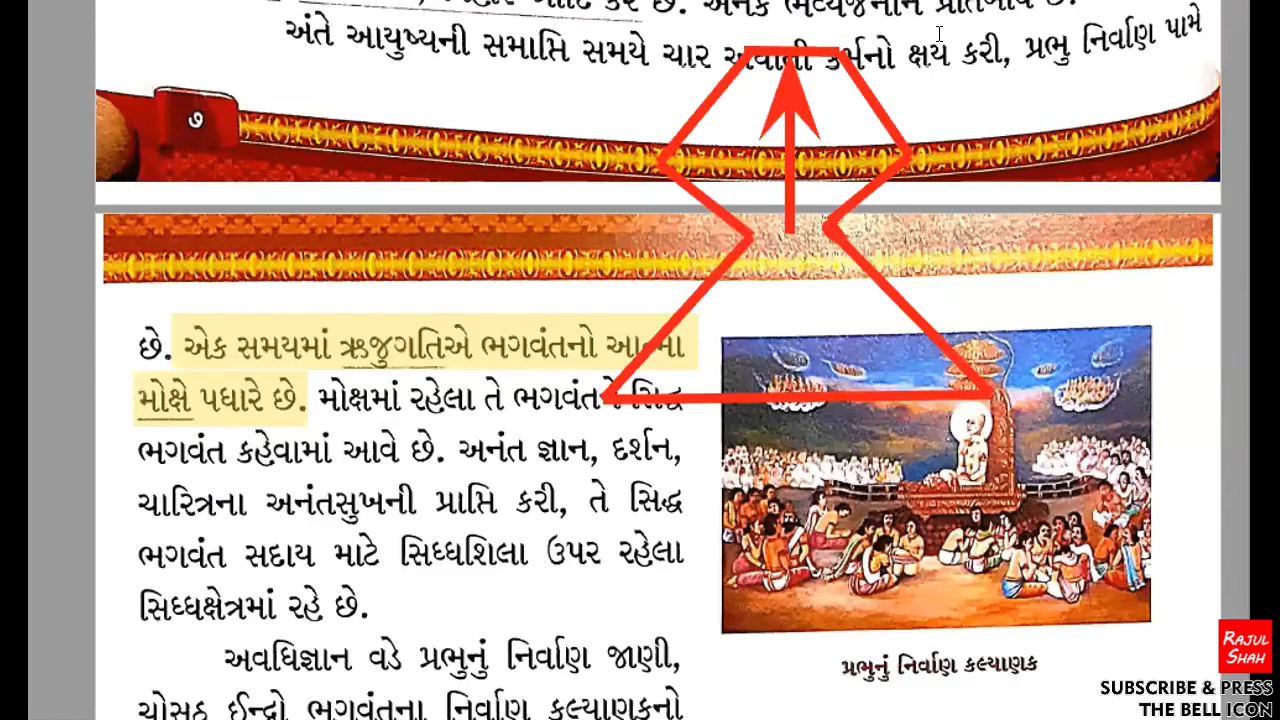 અંતે આયુષ્યની સમાપ્તિ સમયે ચાર અઘાતી કર્મનો ક્ષય કરી, પ્રભુ નિર્વાણ પામે
૭
છે. એક સમયમાં ઋજુગતિએ ભગવંતનો આત્મા
મોક્ષે પધારે છે. મોક્ષમાં રહેલા તે ભગવંતને સિદ્ધ
ભગવંત કહેવામાં આવે છે. અનંત જ્ઞાન, દર્શન,
ચારિત્રના અનંતસુખની પ્રાપ્તિ કરી, તે સિદ્ધ
ભગવંત સદાય માટે સિધ્ધશિલા ઉપર રહેલા
સિધ્ધક્ષેત્રમાં રહે છે.
અવધિજ્ઞાન વડે પ્રભુનું નિર્વાણ જાણી,
ચોસઠ ઈન્દ્રો ભગવંતના નિર્વાણ કલ્યાણકનો
પ્રભુનું નિર્વાણ કલ્યાણક
RAJUL
SHAH
SUBSCRIBE & PRESS
THE BELL ICON